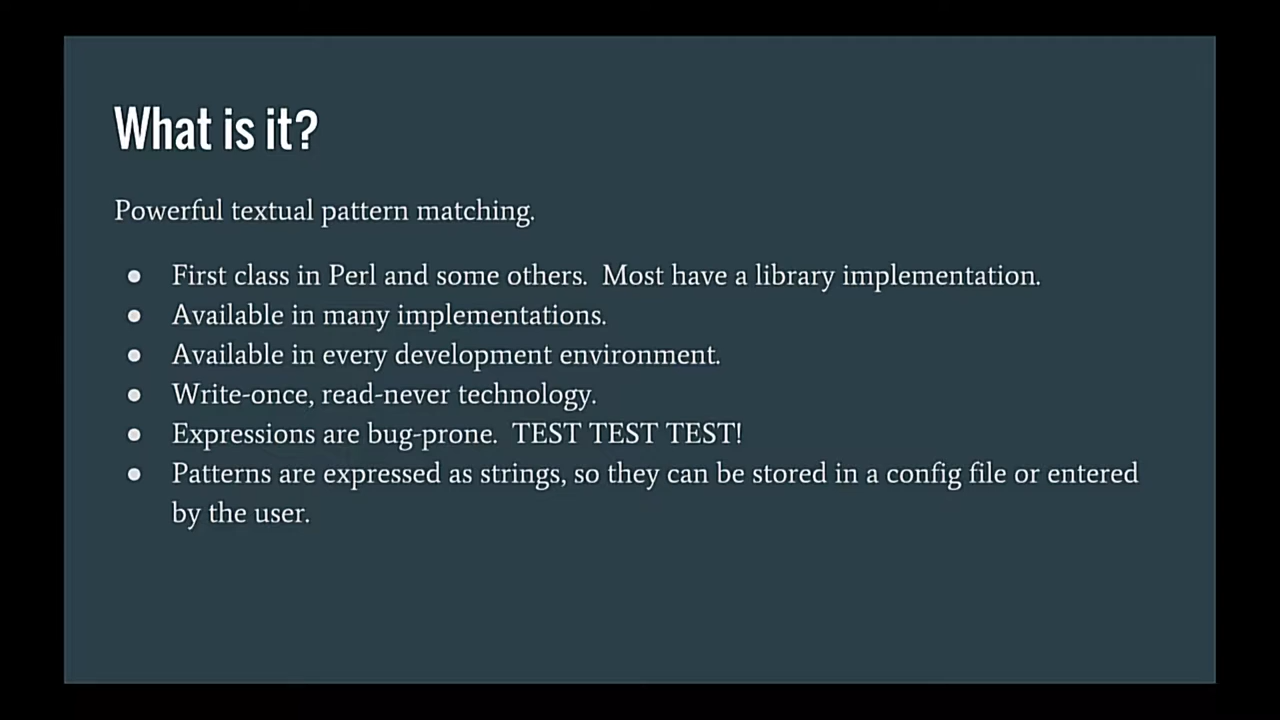 What is it?
Powerful textual pattern matching.
● First class in Perl and some others.  Most have a library implementation.
● Available in many implementations.
● Available in every development environment.
● Write-once, read-never technology.
● Expressions are bug-prone.  TEST TEST TEST!
● Patterns are expressed as strings, so they can be stored in a config file or entered
by the user.